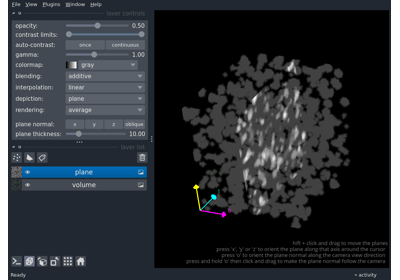 File View Plugins Window Help
layer controls
opacity: 0.50
contrast limits:
auto-contrast: once continuous
gamma: 1.00
colormap: gray
blending: additive
interpolation: linear
depiction: plane
rendering: average
plane normal: x y z oblique
plane thickness: 10.00
layer list
plane
volume
hift + click and drag to move the planes
press 'x', 'y' or 'z' to orient the plane along that axis around the cursor
press 'o' to orient the plane normal along the camera view direction
press and hold 'o' then click and drag to make the plane normal follow the camera
Ready
activity